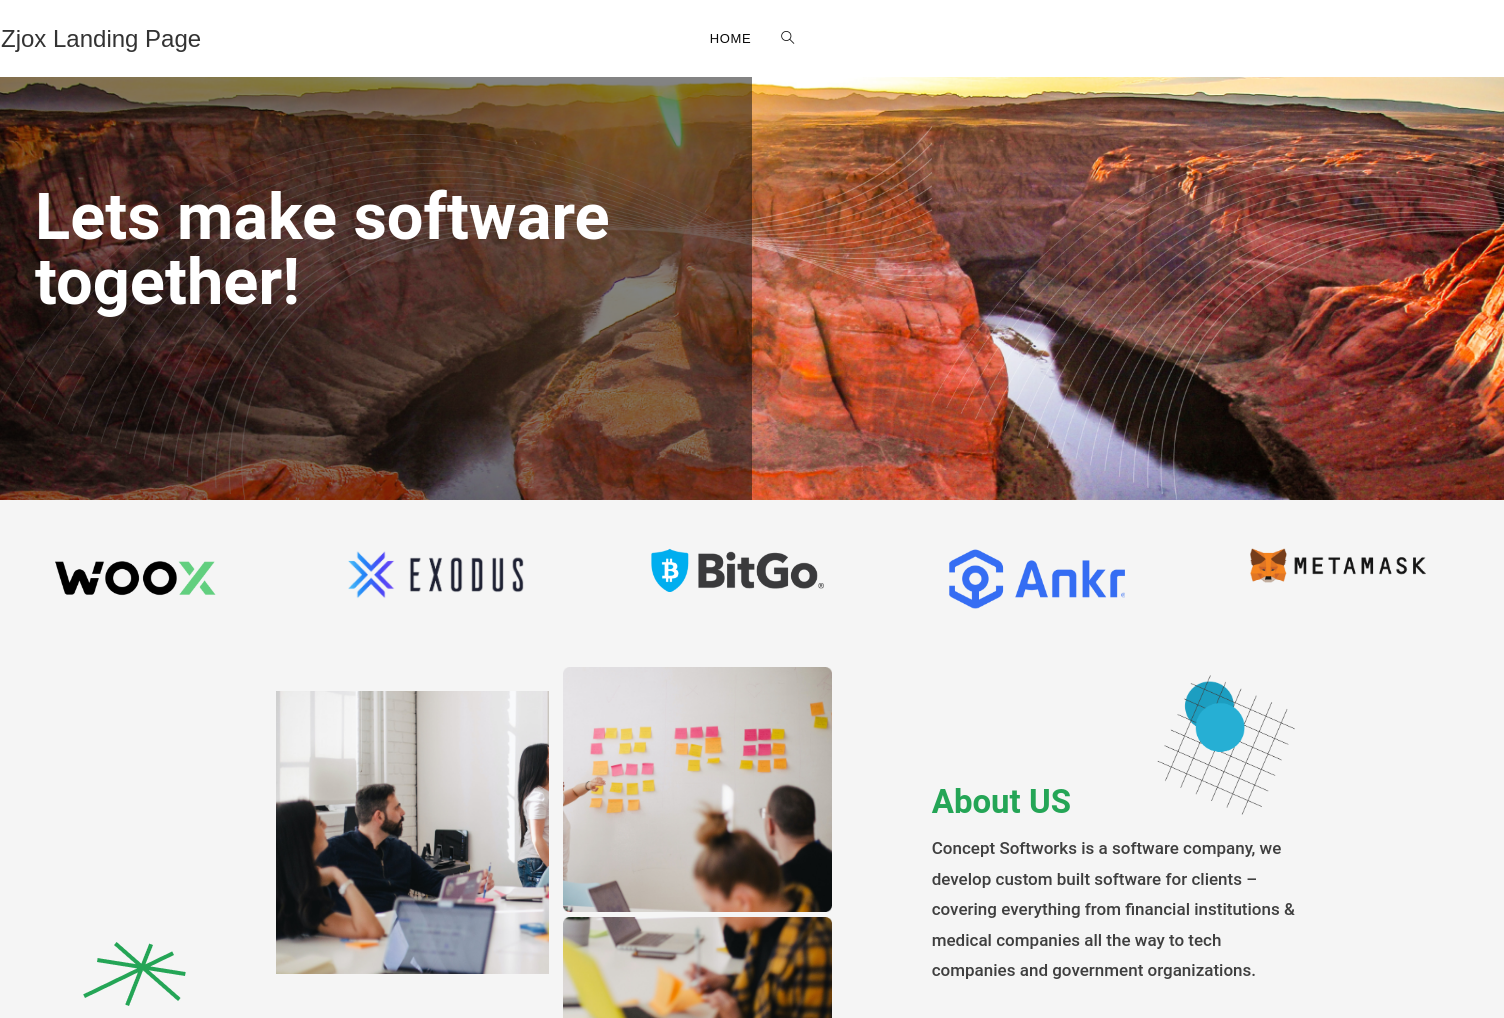 Zjox Landing Page
HOME
Lets make software
together!
WOO X
EXODUS
BitGo®
Ankr®
METAMASK
About US
Concept Softworks is a software company, we
develop custom built software for clients –
covering everything from financial institutions &
medical companies all the way to tech
companies and government organizations.